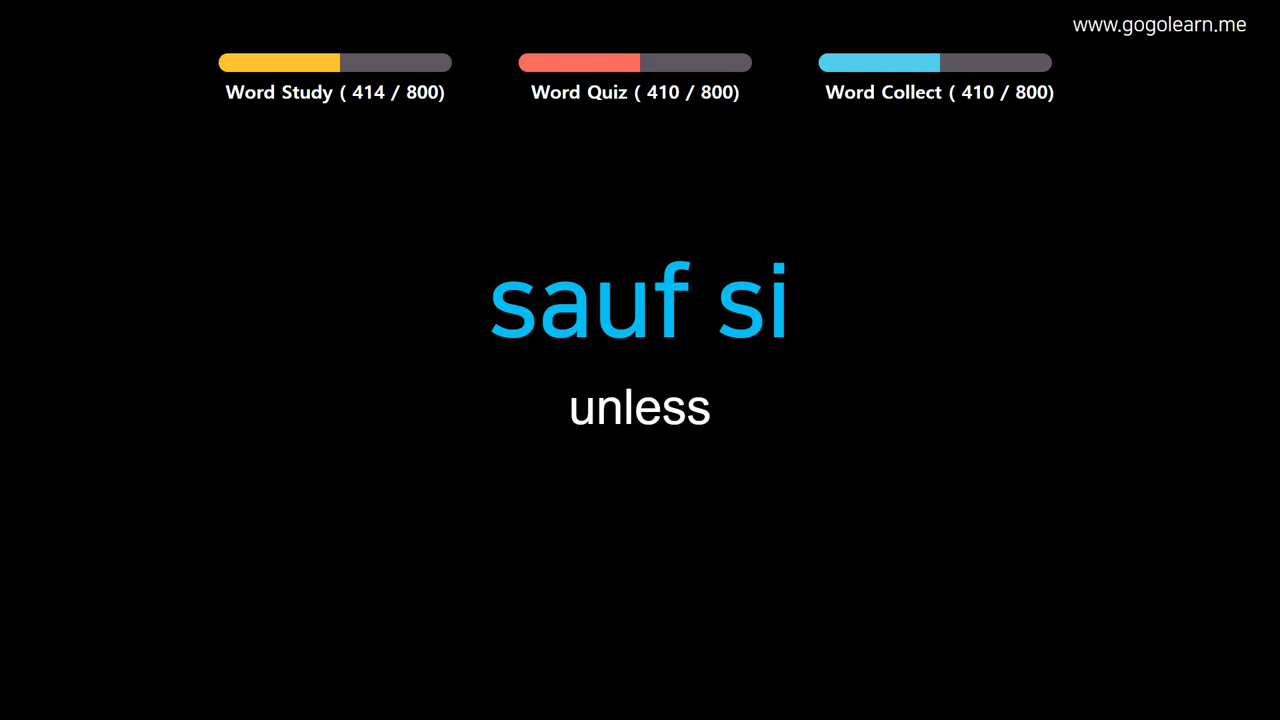 www.gogolearn.me
Word Study ( 414 / 800)
Word Quiz ( 410 / 800)
Word Collect ( 410 / 800)
sauf si
unless